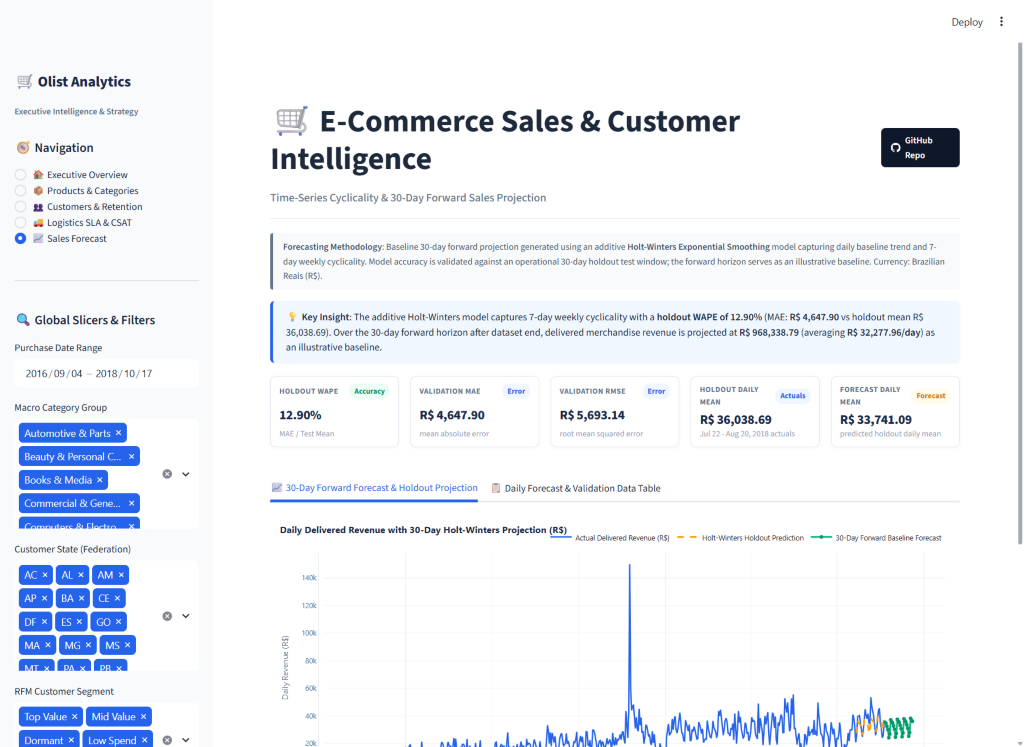 Deploy
Olist Analytics
Executive Intelligence & Strategy
Navigation
Executive Overview
Products & Categories
Customers & Retention
Logistics SLA & CSAT
Sales Forecast
Global Slicers & Filters
Purchase Date Range
2016/09/04 – 2018/10/17
Macro Category Group
Automotive & Parts ×
Beauty & Personal C... ×
Books & Media ×
Commercial & Gene... ×
Computers & Electro... ×
Customer State (Federation)
AC × AL × AM ×
AP × BA × CE ×
DF × ES × GO ×
MA × MG × MS ×
MT × PA × PB ×
RFM Customer Segment
Top Value × Mid Value ×
Dormant × Low Spend ×
E-Commerce Sales & Customer
Intelligence
GitHub
Repo
Time-Series Cyclicality & 30-Day Forward Sales Projection
Forecasting Methodology: Baseline 30-day forward projection generated using an additive Holt-Winters Exponential Smoothing model capturing daily baseline trend and 7-
day weekly cyclicality. Model accuracy is validated against an operational 30-day holdout test window; the forward horizon serves as an illustrative baseline. Currency: Brazilian
Reais (R$).
Key Insight: The additive Holt-Winters model captures 7-day weekly cyclicality with a holdout WAPE of 12.90% (MAE: R$ 4,647.90 vs holdout mean R$
36,038.69). Over the 30-day forward horizon after dataset end, delivered merchandise revenue is projected at R$ 968,338.79 (averaging R$ 32,277.96/day) as
an illustrative baseline.
HOLDOUT WAPE Accuracy
12.90%
MAE / Test Mean
VALIDATION MAE Error
R$ 4,647.90
mean absolute error
VALIDATION RMSE Error
R$ 5,693.14
root mean squared error
HOLDOUT DAILY
MEAN Actuals
R$ 36,038.69
Jul 22 - Aug 20, 2018 actuals
FORECAST DAILY
MEAN Forecast
R$ 33,741.09
predicted holdout daily mean
30-Day Forward Forecast & Holdout Projection
Daily Forecast & Validation Data Table
Daily Delivered Revenue with 30-Day Holt-Winters Projection (R$)
Actual Delivered Revenue (R$) Holt-Winters Holdout Prediction 30-Day Forward Baseline Forecast
Daily Revenue (R$)
140k
120k
100k
80k
60k
40k
20k